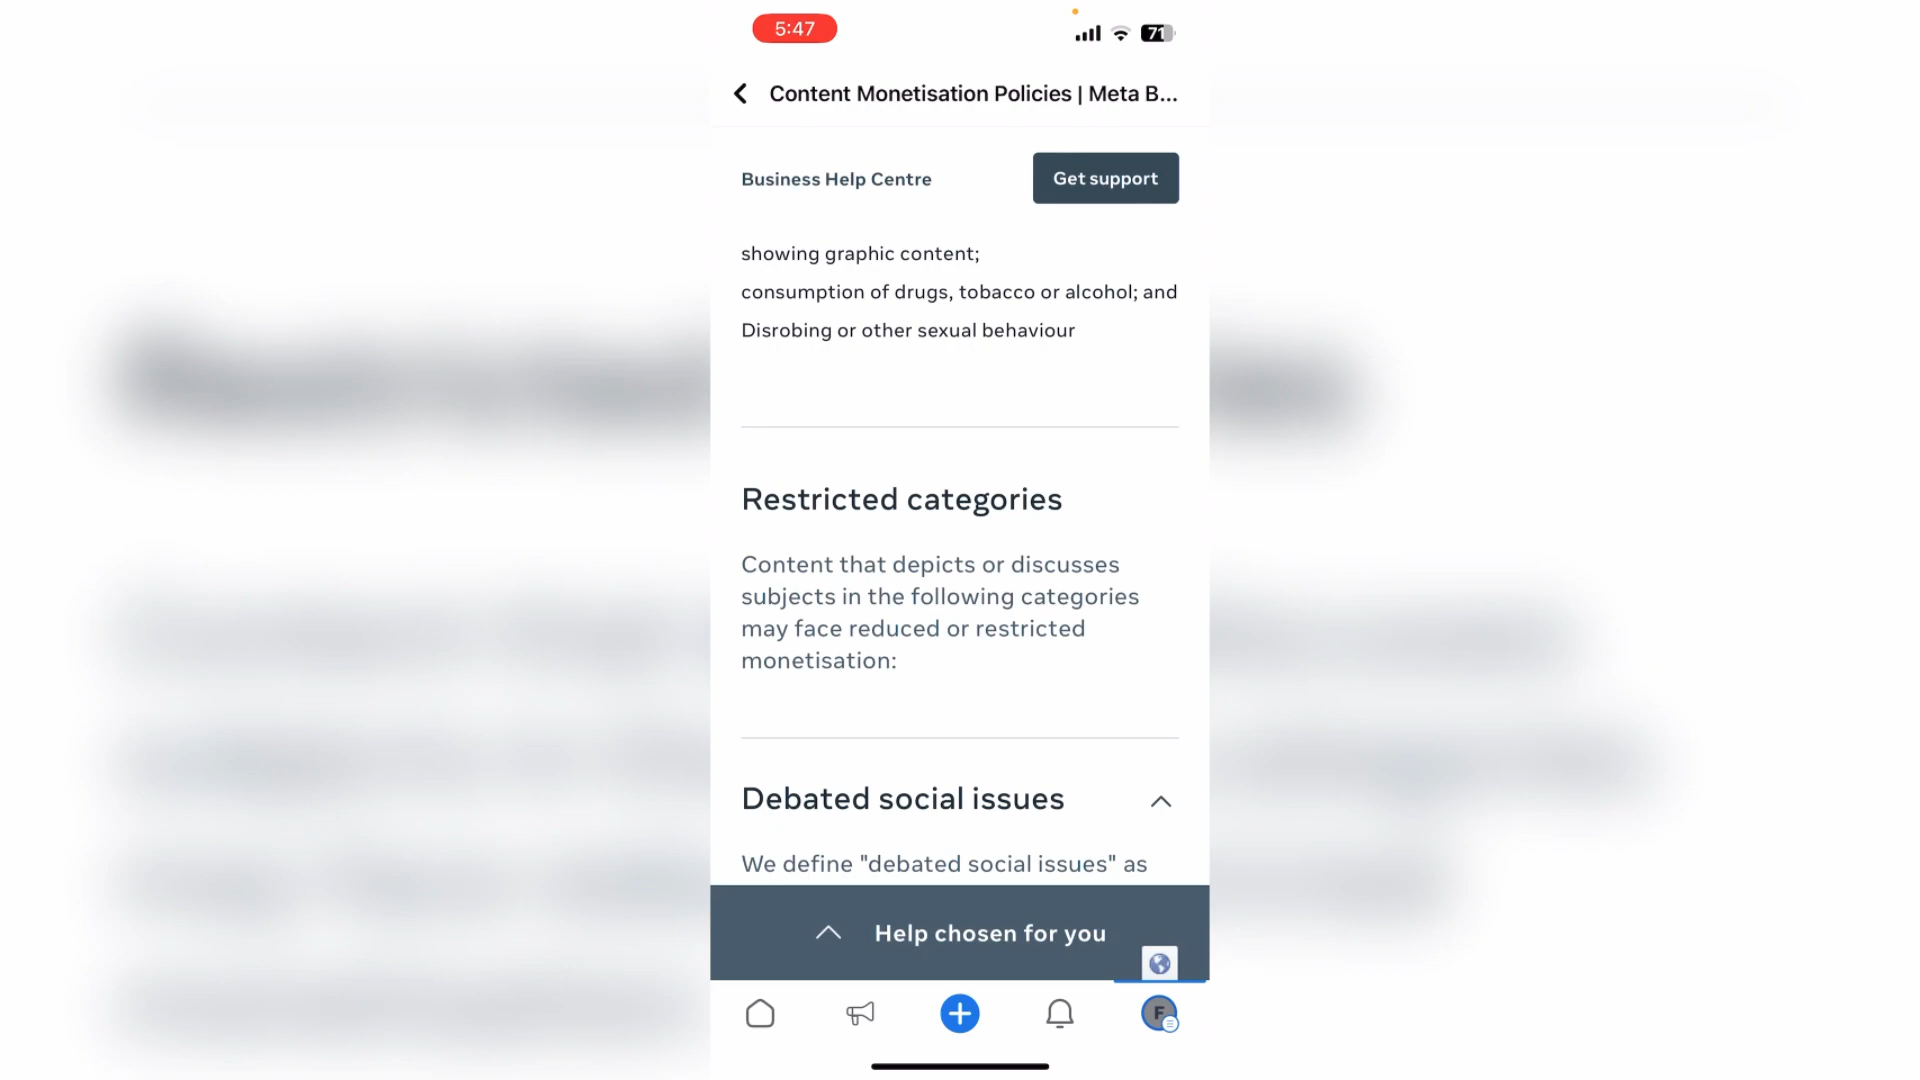 5:47
71
Content Monetisation Policies | Meta B...
Business Help Centre
Get support
showing graphic content;
consumption of drugs, tobacco or alcohol; and
Disrobing or other sexual behaviour
Restricted categories
Content that depicts or discusses
subjects in the following categories
may face reduced or restricted
monetisation:
Debated social issues
We define "debated social issues" as
Help chosen for you
F